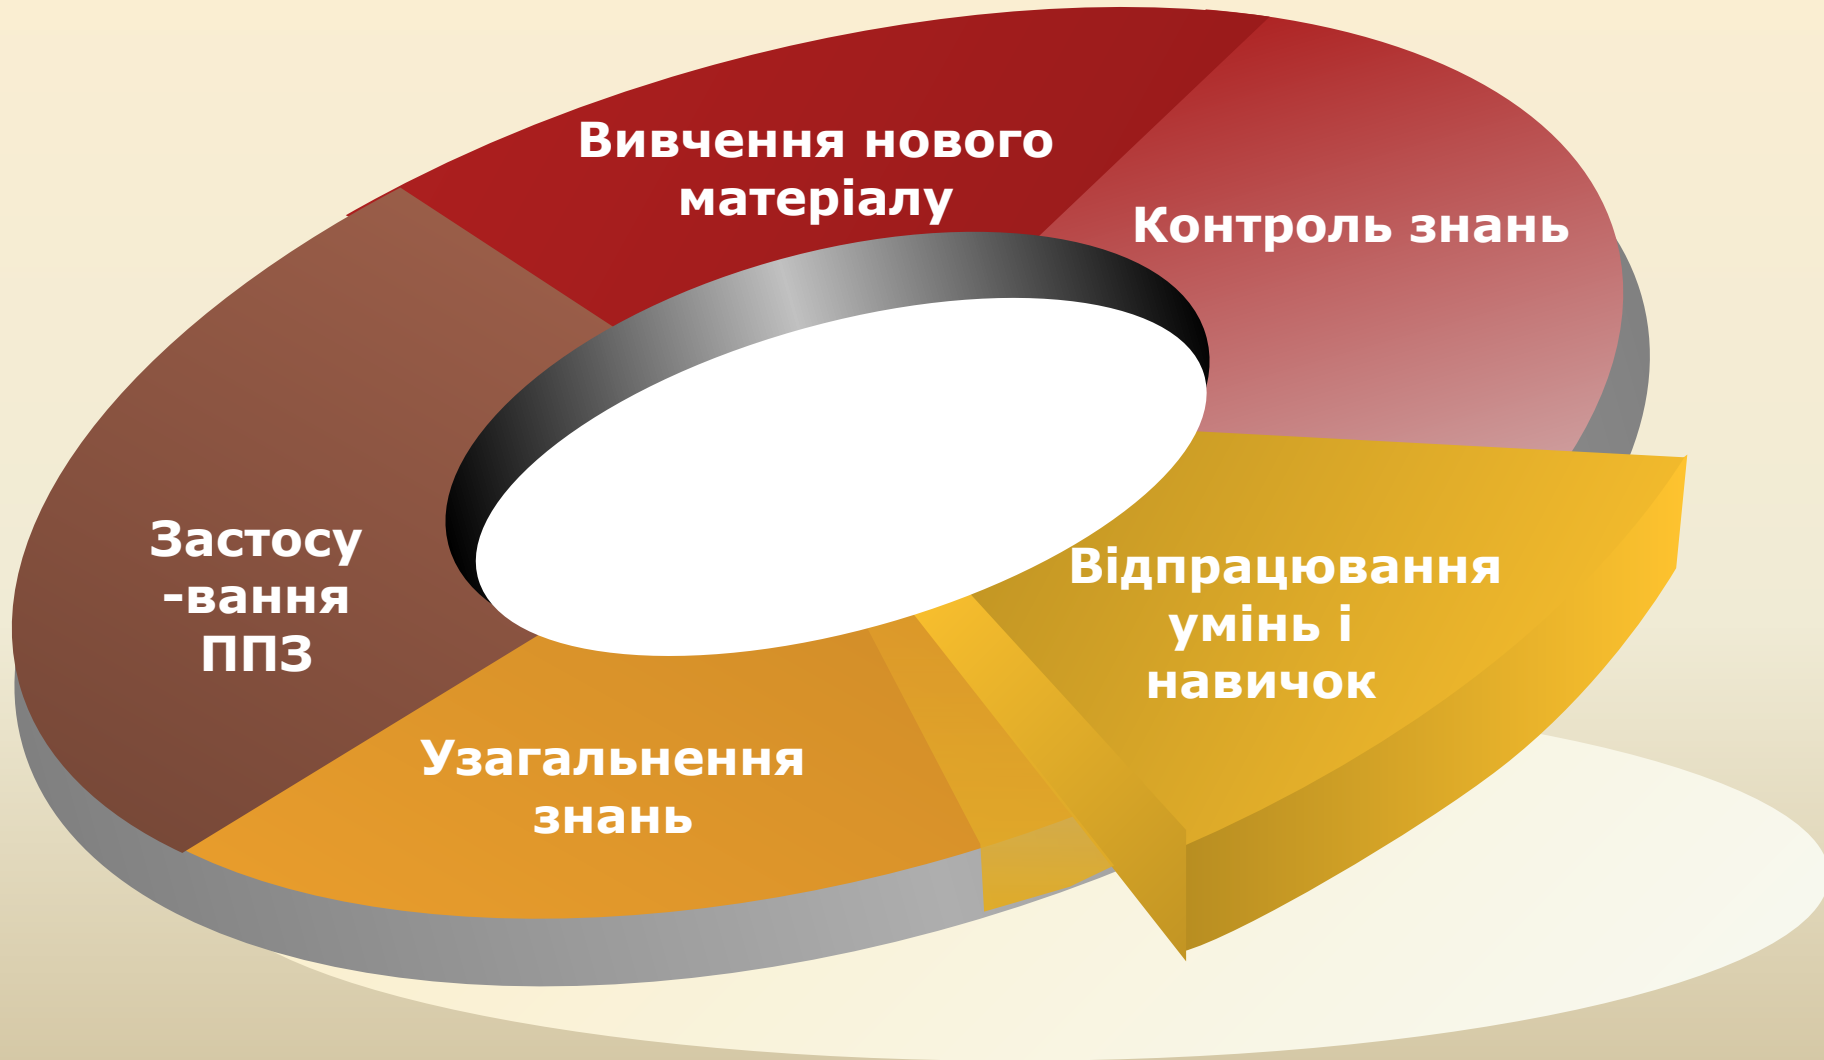 Вивчення нового
матеріалу
Контроль знань
Застосу
-вання
ППЗ
Відпрацювання
умінь і
навичок
Узагальнення
знань